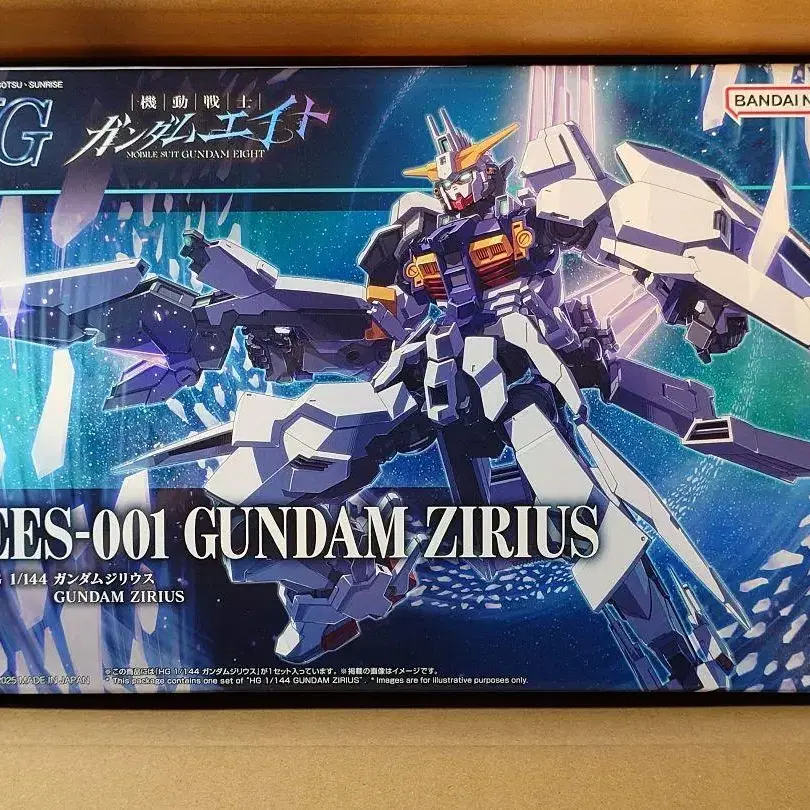 SOTSU・SUNRISE
HG
機動戦士
ガンダムエイト
MOBILE SUIT GUNDAM EIGHT
BANDAI N
EES-001 GUNDAM ZIRIUS
1/144 ガンダムジリウス
GUNDAM ZIRIUS
※この商品には「HG 1/144 ガンダムジリウス」が1セット入っています。※掲載の画像はイメージです。
* This package contains one set of "HG 1/144 GUNDAM ZIRIUS". * Images are for illustrative purposes only.
2025 MADE IN JAPAN